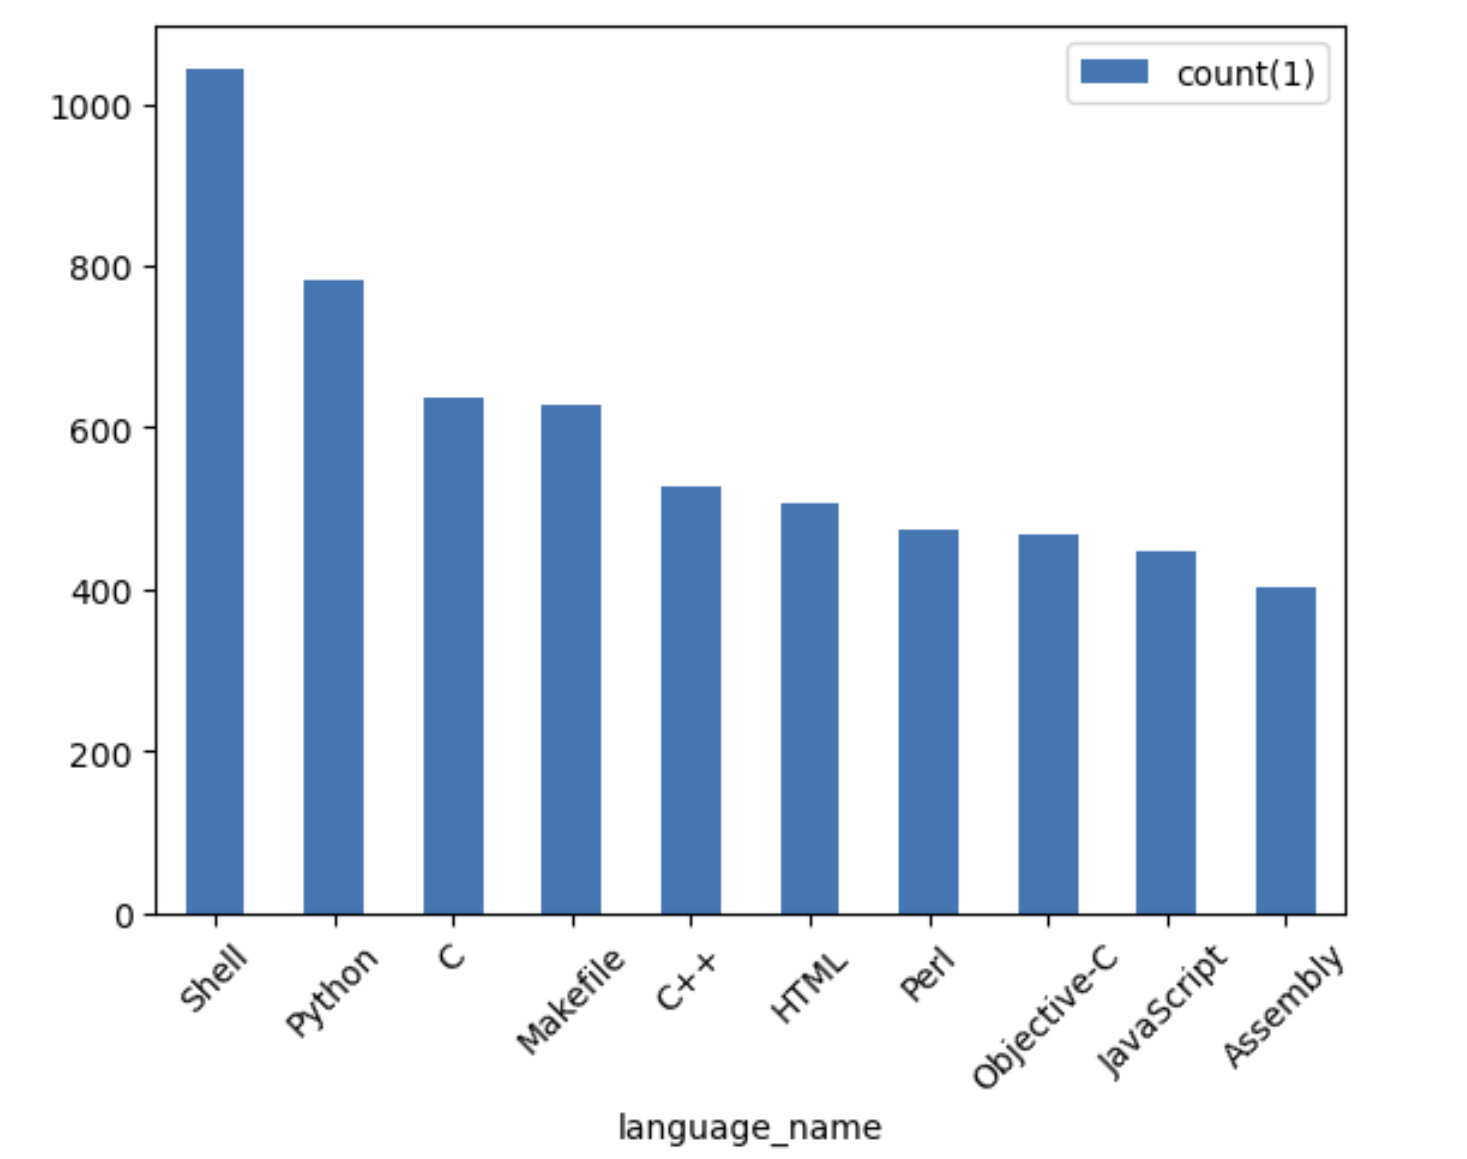 count(1)
1000
800
600
400
200
0
Shell
Python
C
Makefile
C++
HTML
Perl
Objective-C
JavaScript
Assembly
language_name